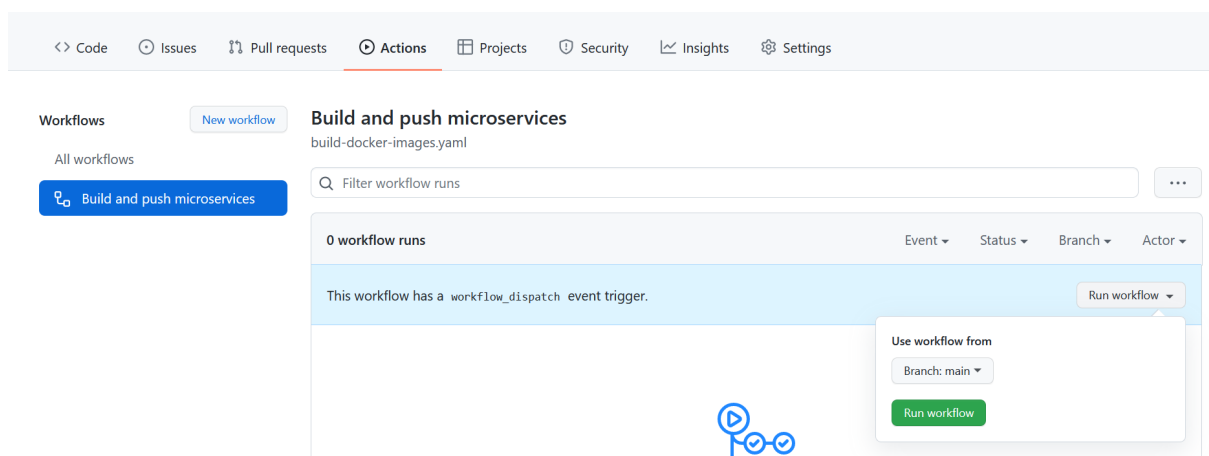 Code Issues Pull requests Actions Projects Security Insights Settings
Workflows
New workflow
All workflows
Build and push microservices
Build and push microservices
build-docker-images.yaml
Filter workflow runs
0 workflow runs
Event Status Branch Actor
This workflow has a workflow_dispatch event trigger.
Run workflow
Use workflow from
Branch: main
Run workflow